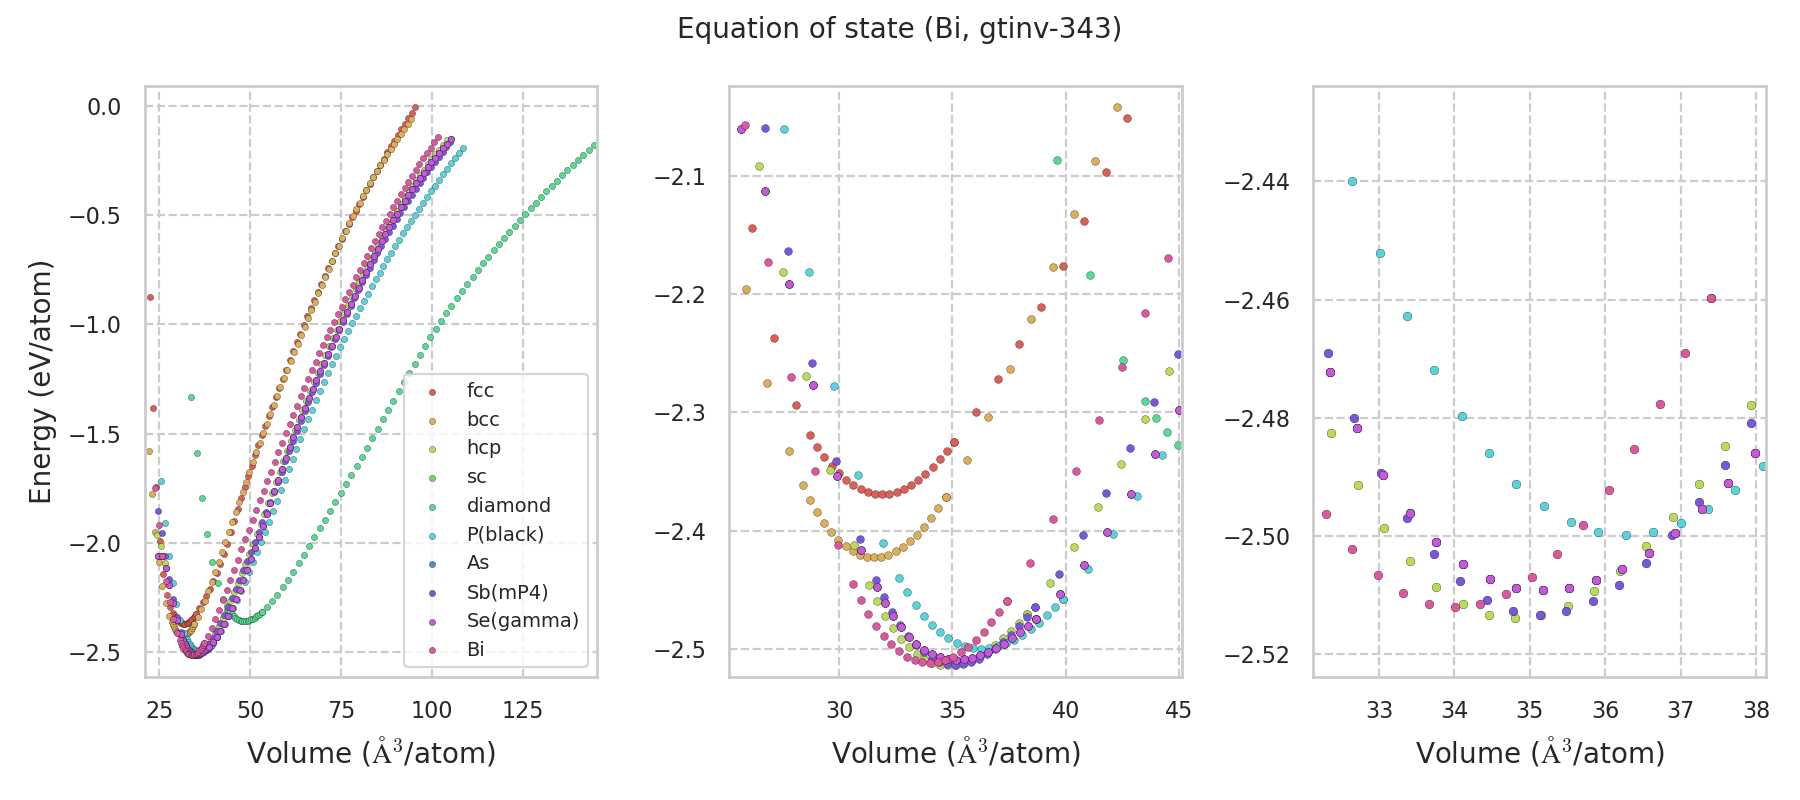 Equation of state (Bi, gtinv-343)
Energy (eV/atom)
0.0
−0.5
−1.0
−1.5
−2.0
−2.5
25 50 75 100 125
Volume (Å³/atom)
fcc
bcc
hcp
sc
diamond
P(black)
As
Sb(mP4)
Se(gamma)
Bi
−2.1
−2.2
−2.3
−2.4
−2.5
30 35 40 45
Volume (Å³/atom)
−2.44
−2.46
−2.48
−2.50
−2.52
33 34 35 36 37 38
Volume (Å³/atom)